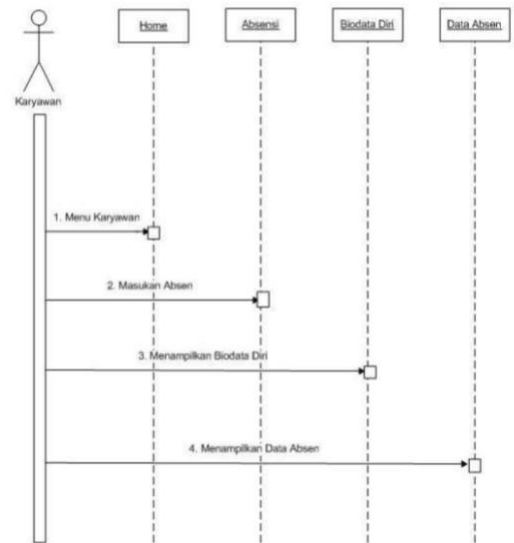 Home
Absensi
Biodata Diri
Data Absen
Karyawan
1. Menu Karyawan
2. Masukan Absen
3. Menampilkan Biodata Diri
4. Menampilkan Data Absen